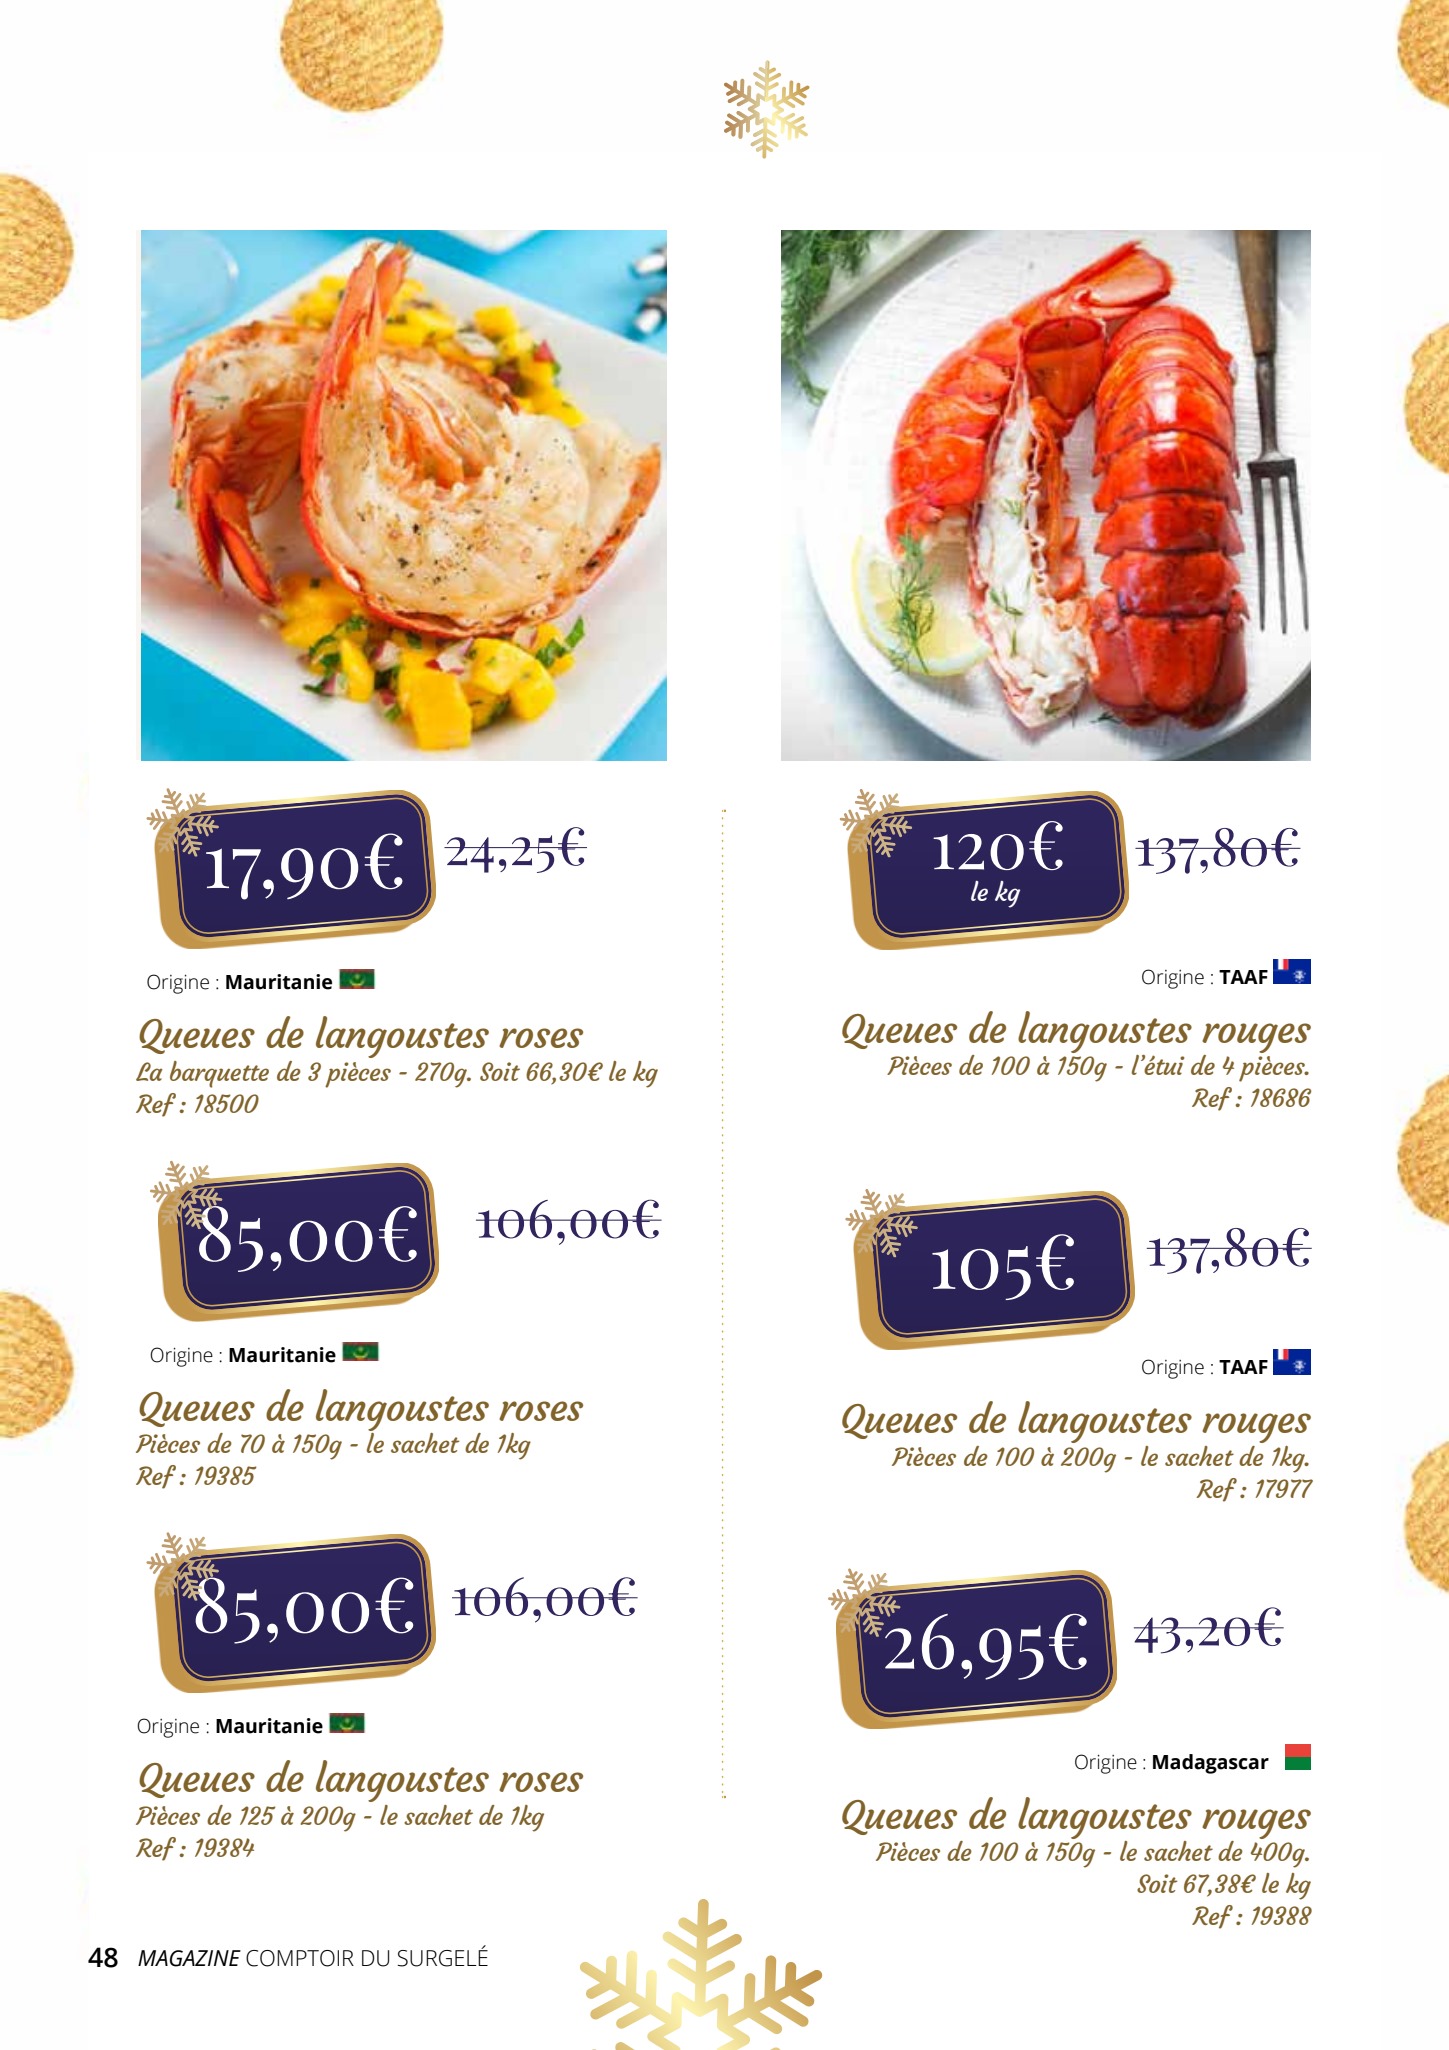 17,90€ 24,25€
Origine : Mauritanie
Queues de langoustes roses
La barquette de 3 pièces - 270g. Soit 66,30€ le kg
Ref : 18500
85,00€ 106,00€
Origine : Mauritanie
Queues de langoustes roses
Pièces de 70 à 150g - le sachet de 1kg
Ref : 19385
85,00€ 106,00€
Origine : Mauritanie
Queues de langoustes roses
Pièces de 125 à 200g - le sachet de 1kg
Ref : 19384
120€ 137,80€
le kg
Origine : TAAF
Queues de langoustes rouges
Pièces de 100 à 150g - l'étui de 4 pièces.
Ref : 18686
105€ 137,80€
Origine : TAAF
Queues de langoustes rouges
Pièces de 100 à 200g - le sachet de 1kg.
Ref : 17977
26,95€ 43,20€
Origine : Madagascar
Queues de langoustes rouges
Pièces de 100 à 150g - le sachet de 400g.
Soit 67,38€ le kg
Ref : 19388
48 MAGAZINE COMPTOIR DU SURGELÉ